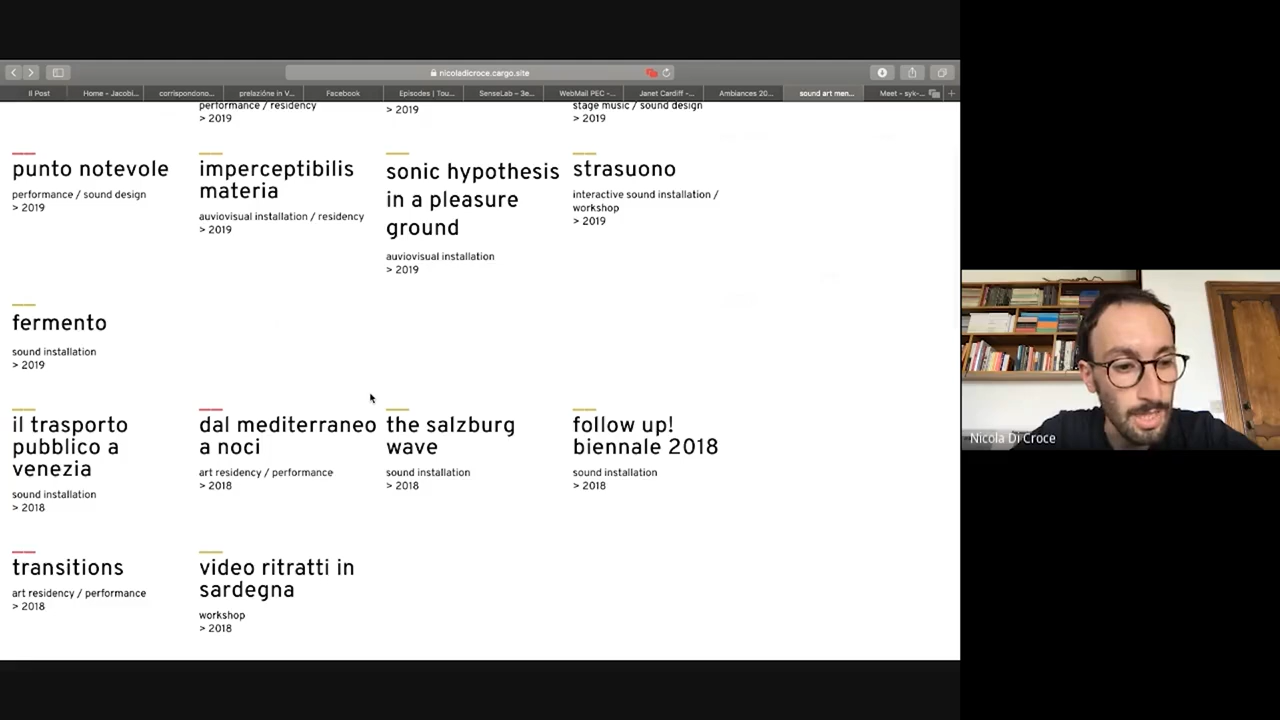 nicoladicroce.cargo.site
Il Post
Home – Jacobi...
corrispondono...
prelazióne in V...
Facebook
Episodes | Tou...
SenseLab – 3e...
WebMail PEC –...
Janet Cardiff –...
Ambiances 20...
sound art man...
Meet – syk-...
performance / residency
> 2019
> 2019
stage music / sound design
> 2019
punto notevole
performance / sound design
> 2019
imperceptibilis
materia
auviovisual installation / residency
> 2019
sonic hypothesis
in a pleasure
ground
auviovisual installation
> 2019
strasuono
interactive sound installation /
workshop
> 2019
fermento
sound installation
> 2019
il trasporto
pubblico a
venezia
sound installation
> 2018
dal mediterraneo
a noci
art residency / performance
> 2018
the salzburg
wave
sound installation
> 2018
follow up!
biennale 2018
sound installation
> 2018
transitions
art residency / performance
> 2018
video ritratti in
sardegna
workshop
> 2018
Nicola Di Croce